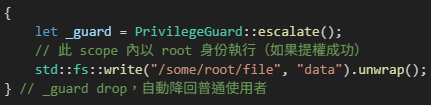 {
    let _guard = PrivilegeGuard::escalate();
    // 此 scope 內以 root 身份執行（如果提權成功）
    std::fs::write("/some/root/file", "data").unwrap();
} // _guard drop，自動降回普通使用者